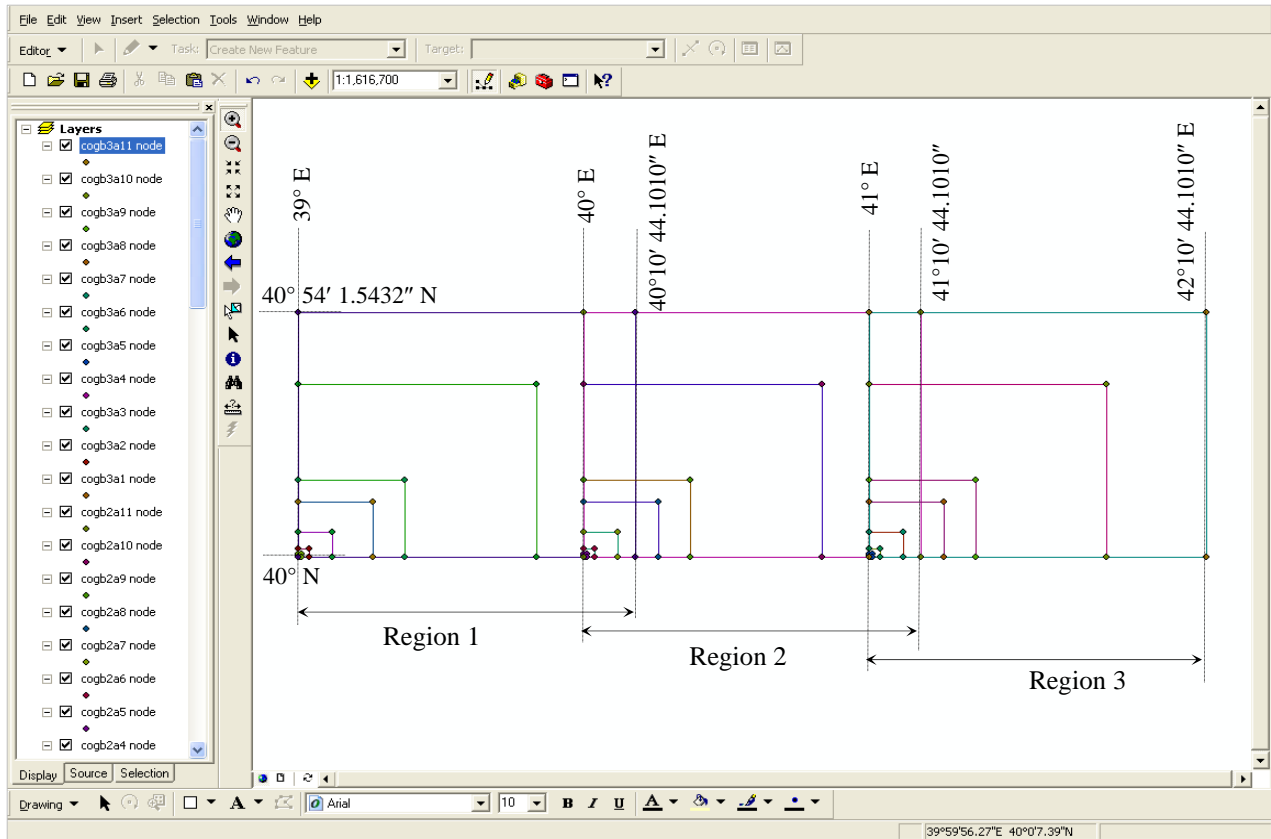 File Edit View Insert Selection Tools Window Help
Editor Task: Create New Feature Target:
1:1,616,700
Layers
cogb3a11 node
cogb3a10 node
cogb3a9 node
cogb3a8 node
cogb3a7 node
cogb3a6 node
cogb3a5 node
cogb3a4 node
cogb3a3 node
cogb3a2 node
cogb3a1 node
cogb2a11 node
cogb2a10 node
cogb2a9 node
cogb2a8 node
cogb2a7 node
cogb2a6 node
cogb2a5 node
cogb2a4 node
Display Source Selection
39° E
40° E
40°10′ 44.1010″ E
41° E
41°10′ 44.1010″
42°10′ 44.1010″ E
40° 54′ 1.5432″ N
40° N
Region 1
Region 2
Region 3
Drawing A Arial 10 B I U A
39°59'56.27"E 40°0'7.39"N